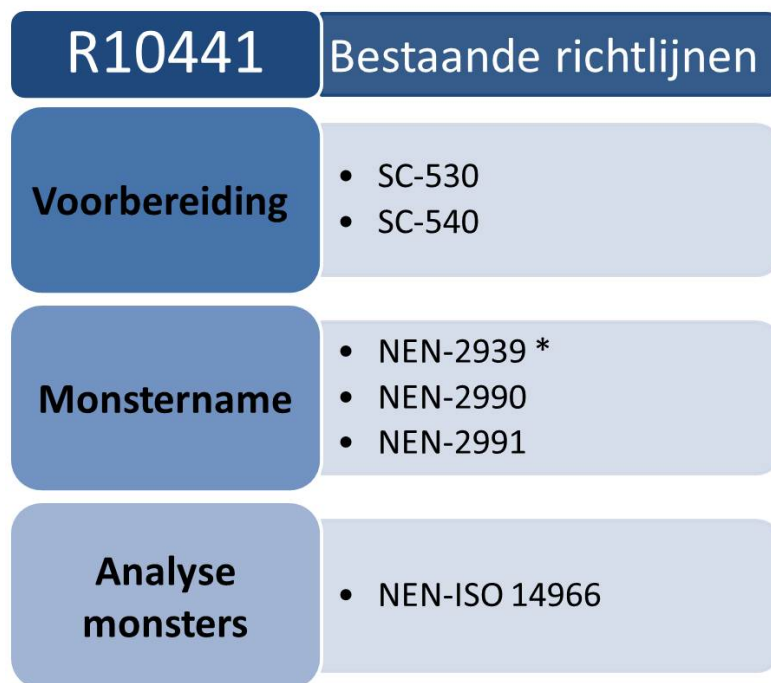 R10441
Bestaande richtlijnen
Voorbereiding
• SC-530
• SC-540
Monstername
• NEN-2939 *
• NEN-2990
• NEN-2991
Analyse
monsters
• NEN-ISO 14966